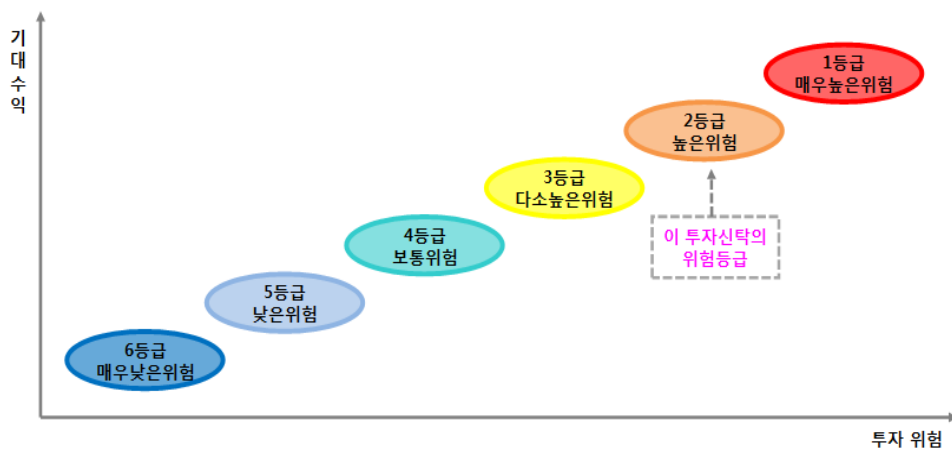 기
대
수
익
1등급
매우높은위험
2등급
높은위험
3등급
다소높은위험
이 투자신탁의
위험등급
4등급
보통위험
5등급
낮은위험
6등급
매우낮은위험
투자 위험